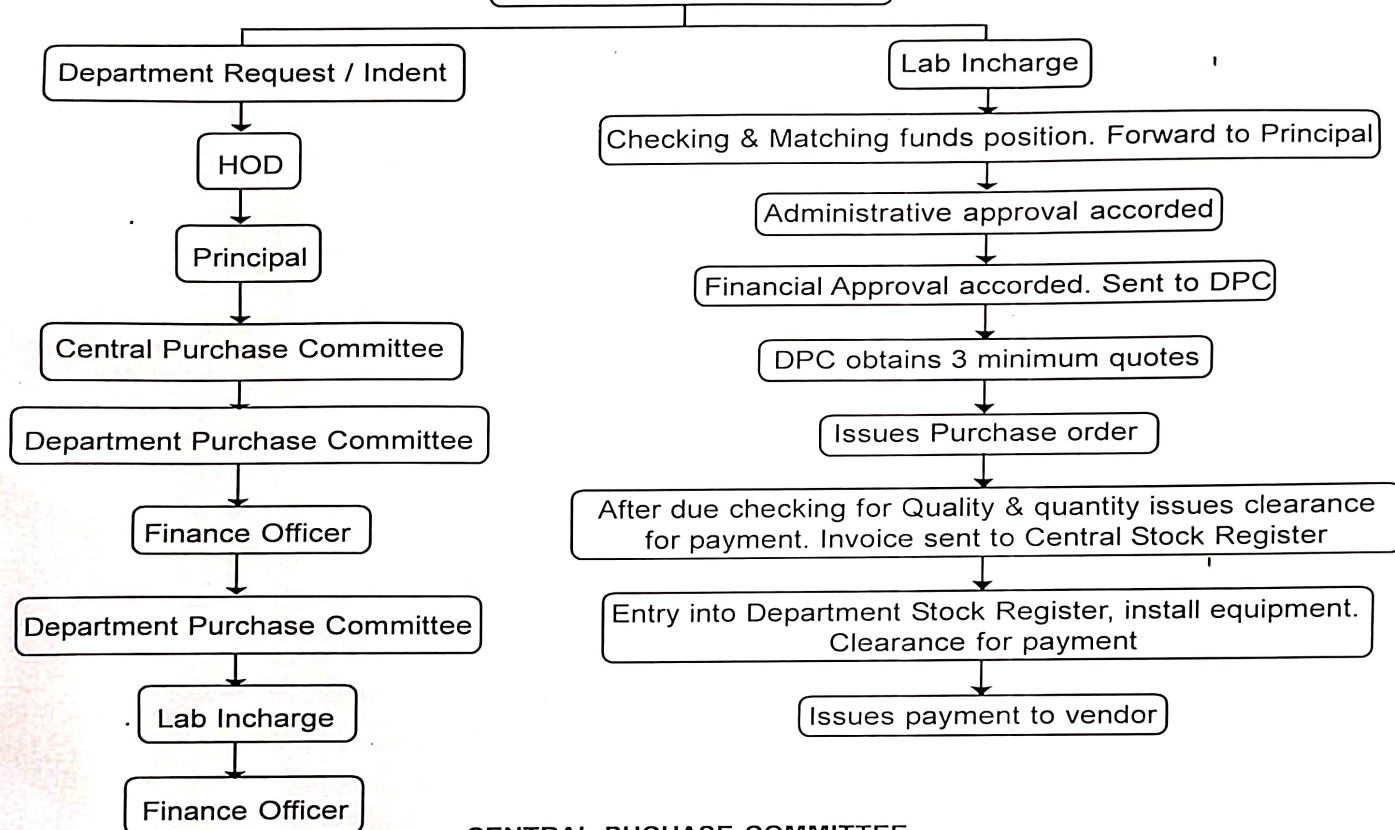 Department Request / Indent
HOD
Principal
Central Purchase Committee
Department Purchase Committee
Finance Officer
Department Purchase Committee
Lab Incharge
Finance Officer
Lab Incharge
Checking & Matching funds position. Forward to Principal
Administrative approval accorded
Financial Approval accorded. Sent to DPC
DPC obtains 3 minimum quotes
Issues Purchase order
After due checking for Quality & quantity issues clearance
for payment. Invoice sent to Central Stock Register
Entry into Department Stock Register, install equipment.
Clearance for payment
Issues payment to vendor
CENTRAL PUCHASE COMMITTEE